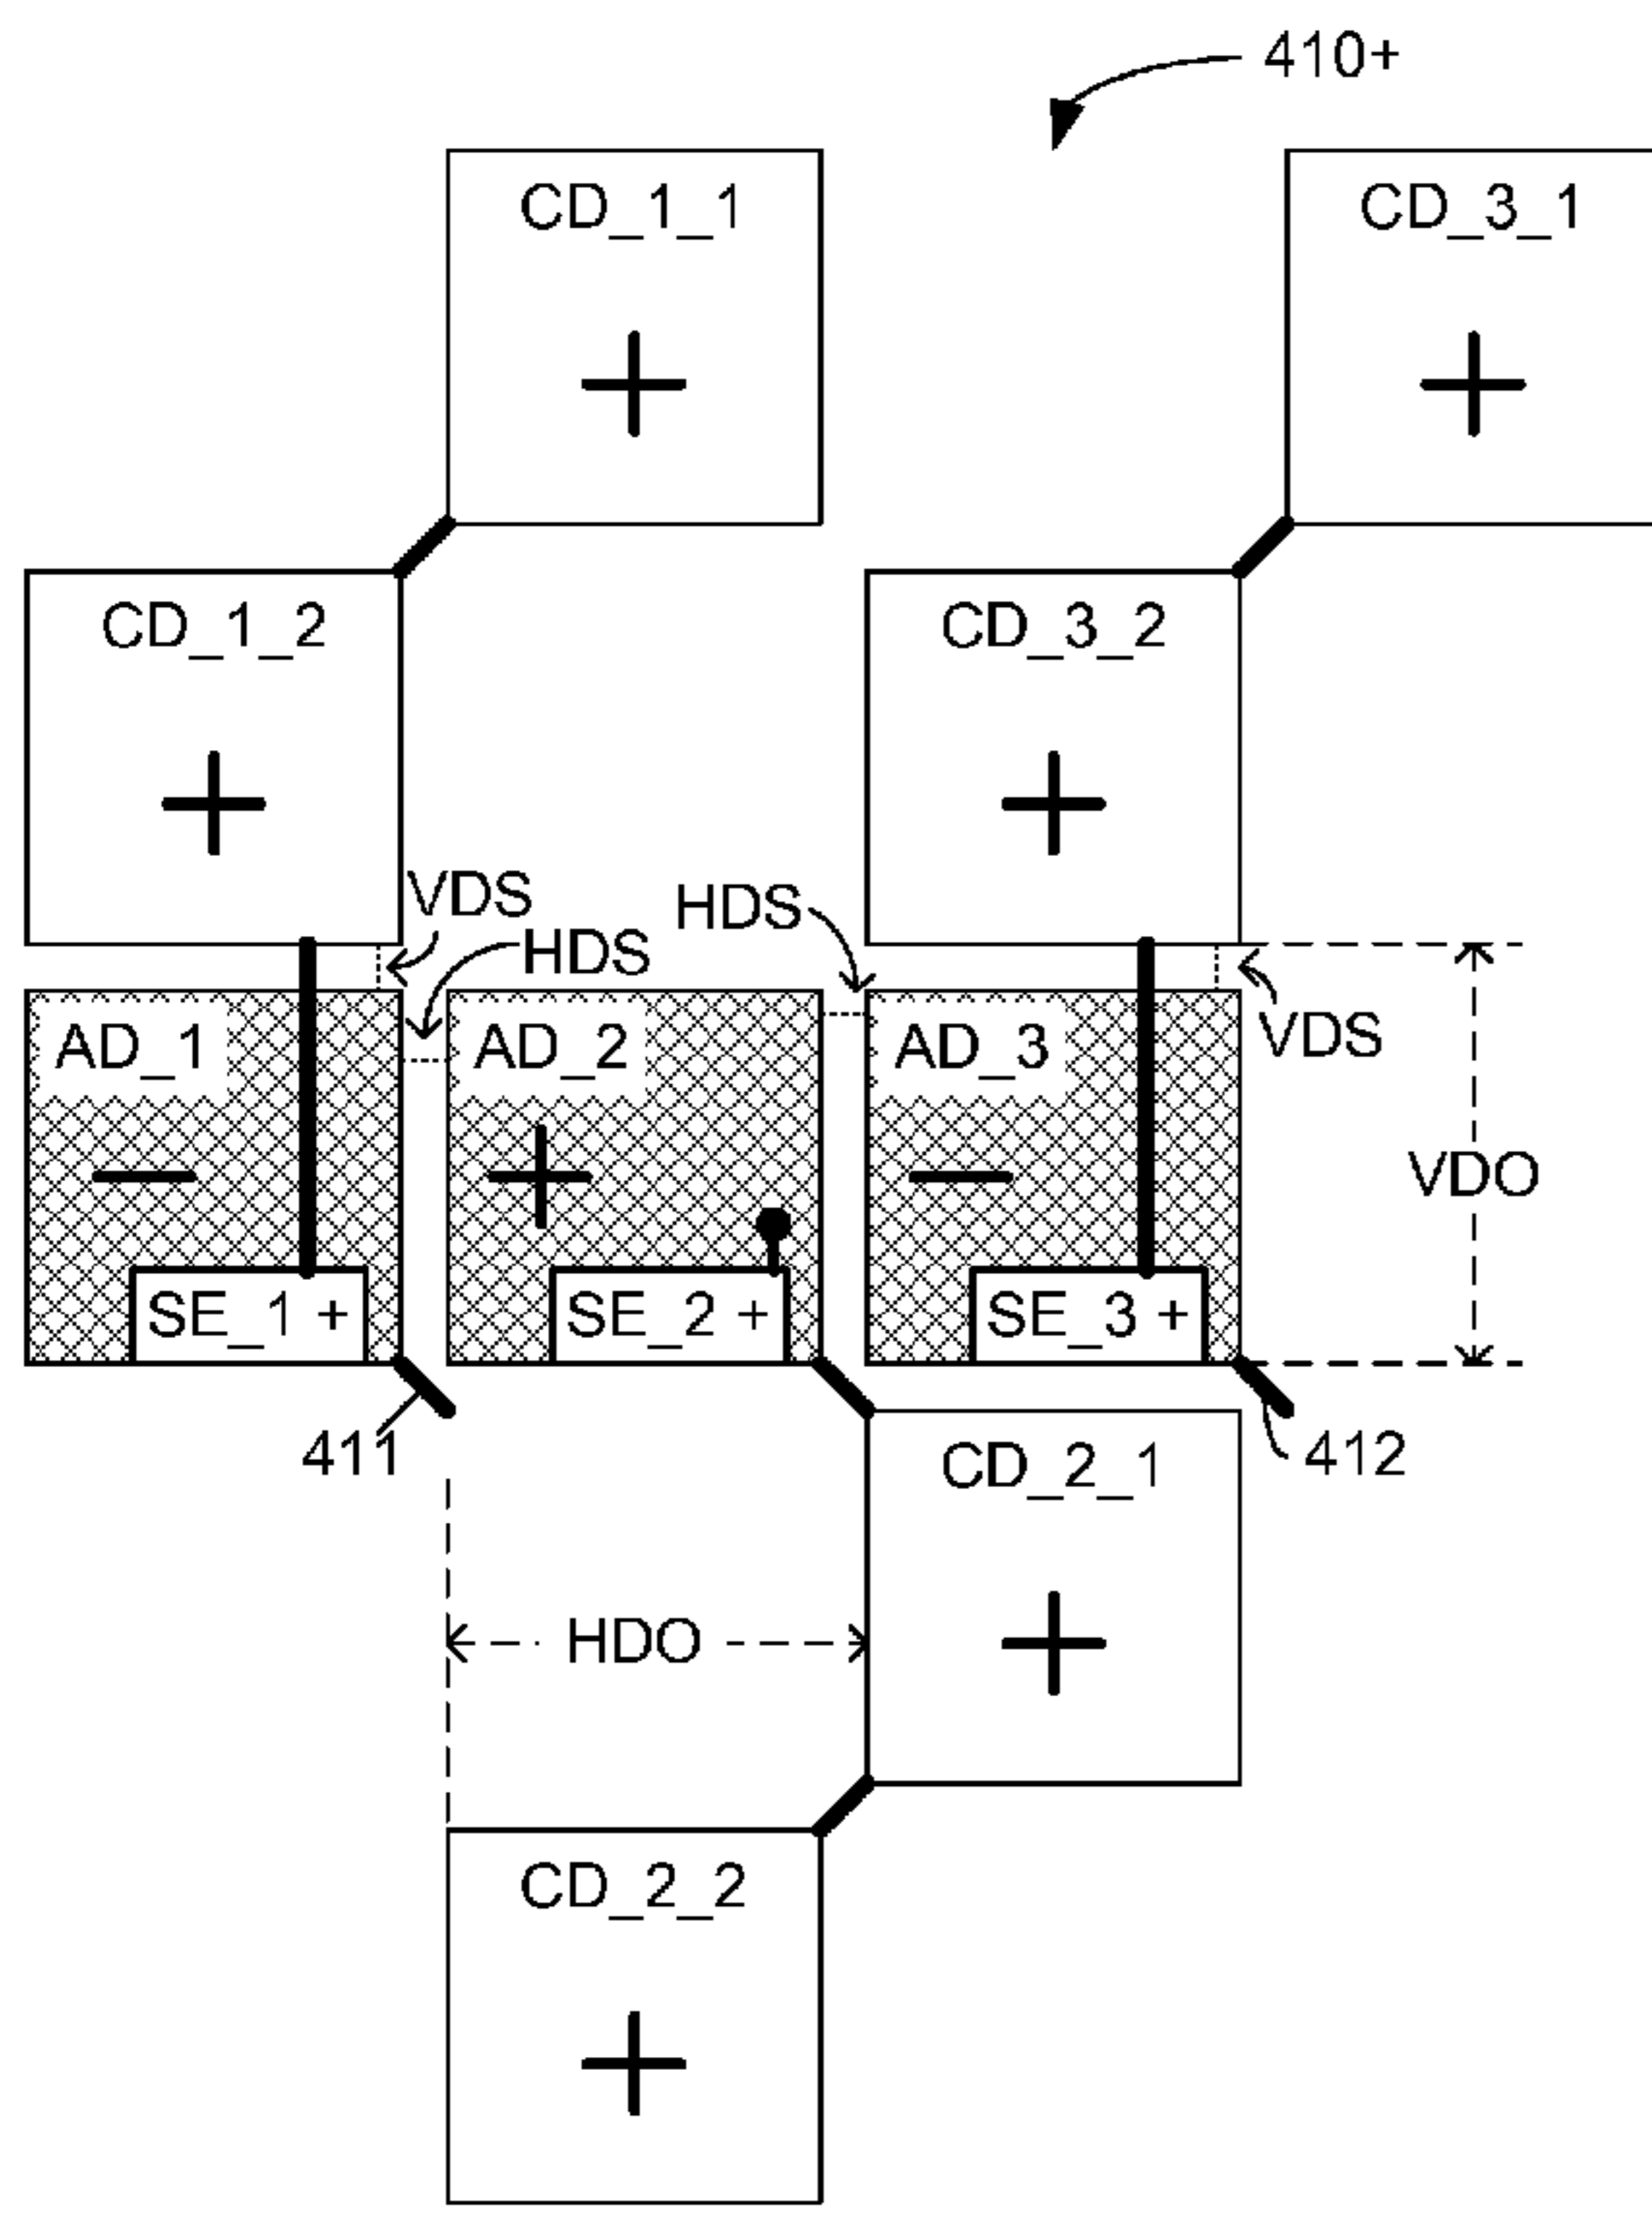 410+
CD_1_1
CD_3_1
+
+
CD_1_2
CD_3_2
+
+
VDS
HDS
HDS
VDS
AD_1
AD_2
AD_3
VDO
−
+
−
SE_1 +
SE_2 +
SE_3 +
411
412
CD_2_1
HDO
+
CD_2_2
+